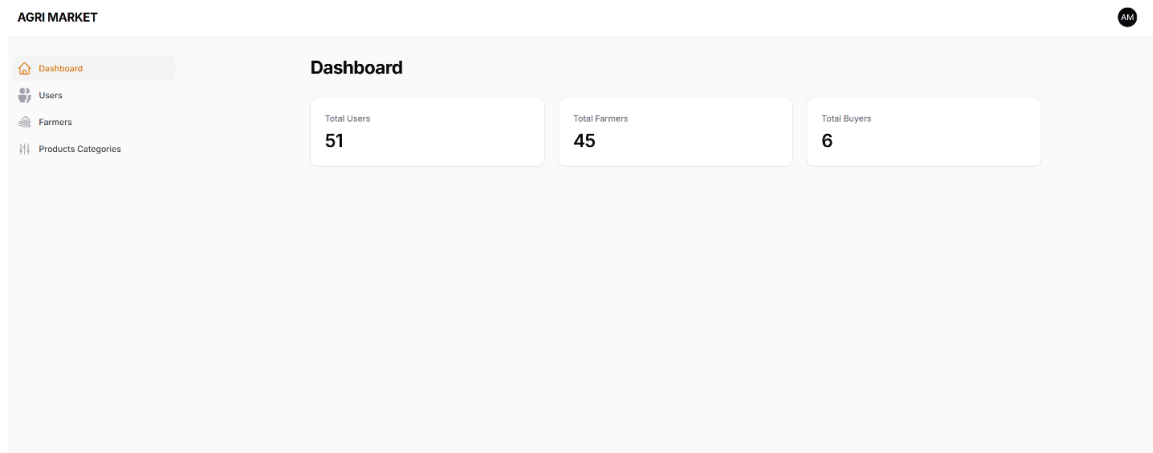 AGRI MARKET
AM
Dashboard
Users
Farmers
Products Categories
Dashboard
Total Users
51
Total Farmers
45
Total Buyers
6